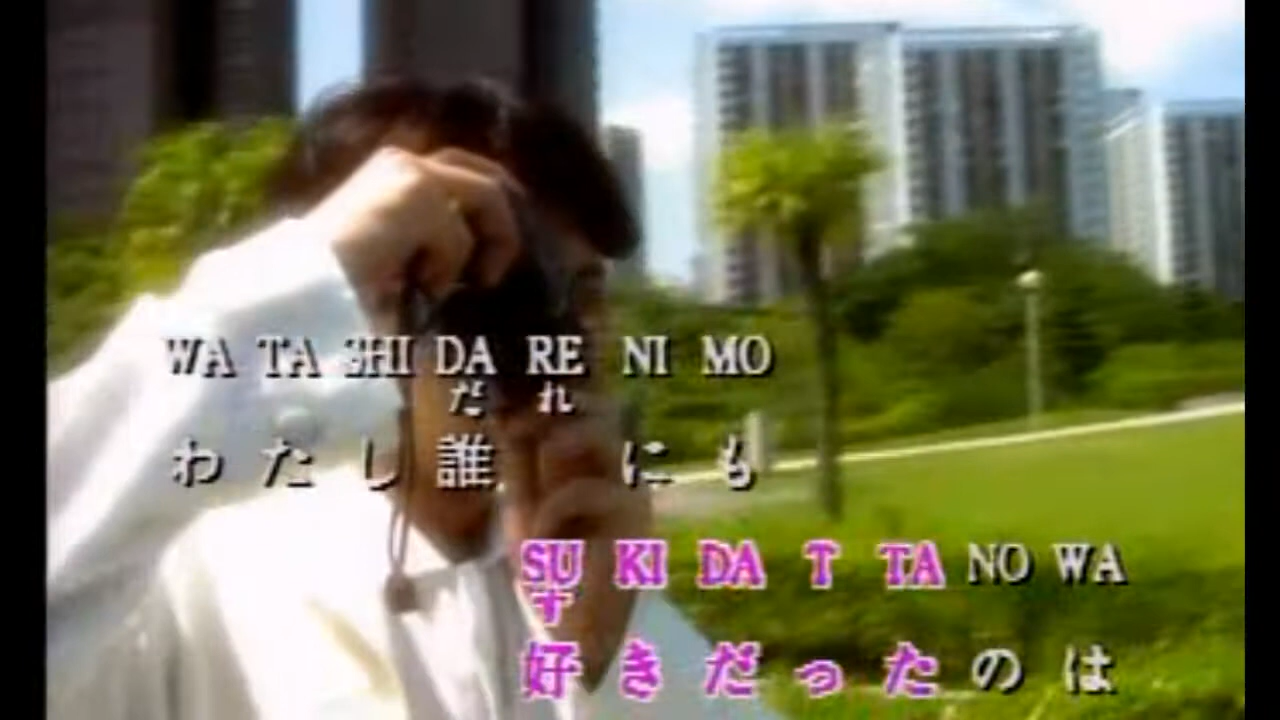 WA TA SHI DA RE NI MO
だ れ
わたし誰 にも
SU KI DA T TA NO WA
す
好きだったのは